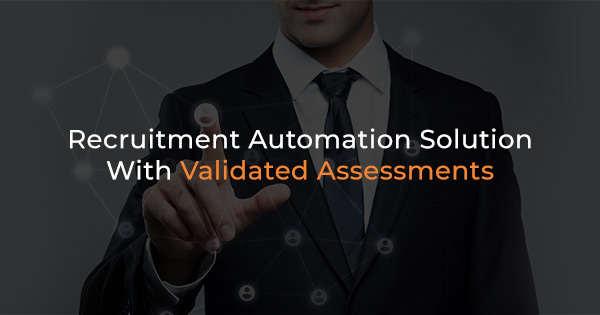 Recruitment Automation Solution
With Validated Assessments